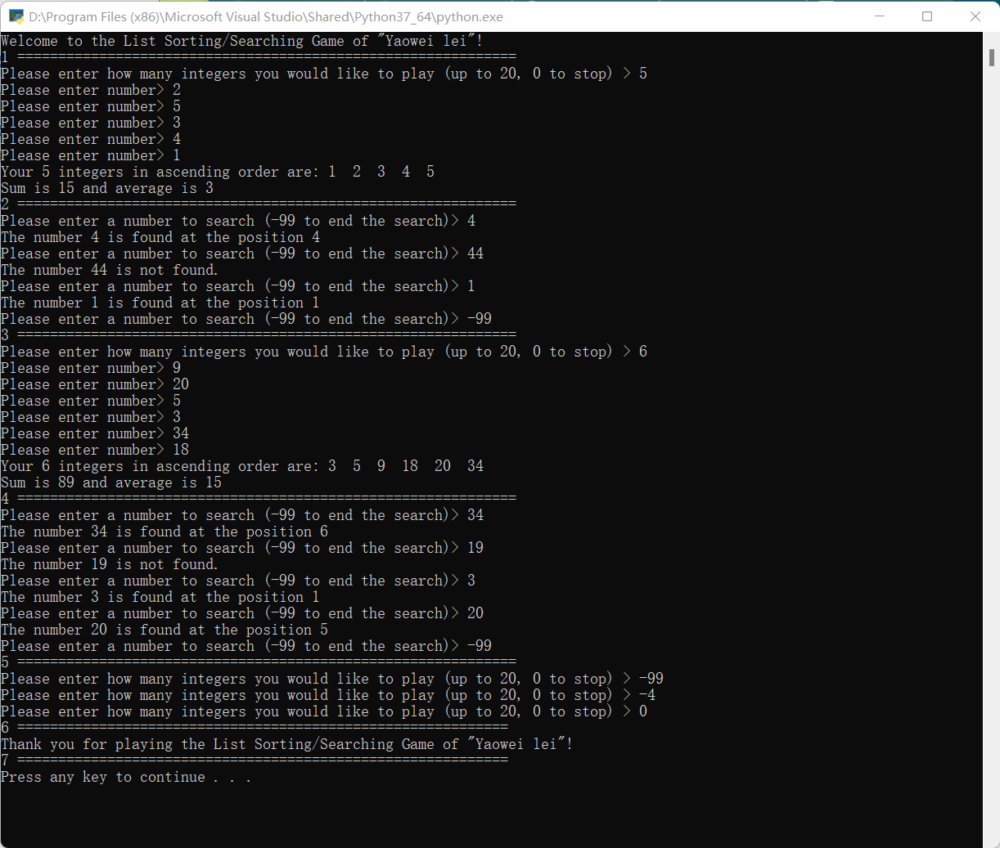 D:\Program Files (x86)\Microsoft Visual Studio\Shared\Python37_64\python.exe
Welcome to the List Sorting/Searching Game of "Yaowei lei"!
1 =============================================================
Please enter how many integers you would like to play (up to 20, 0 to stop) > 5
Please enter number> 2
Please enter number> 5
Please enter number> 3
Please enter number> 4
Please enter number> 1
Your 5 integers in ascending order are: 1  2  3  4  5
Sum is 15 and average is 3
2 =============================================================
Please enter a number to search (-99 to end the search)> 4
The number 4 is found at the position 4
Please enter a number to search (-99 to end the search)> 44
The number 44 is not found.
Please enter a number to search (-99 to end the search)> 1
The number 1 is found at the position 1
Please enter a number to search (-99 to end the search)> -99
3 =============================================================
Please enter how many integers you would like to play (up to 20, 0 to stop) > 6
Please enter number> 9
Please enter number> 20
Please enter number> 5
Please enter number> 3
Please enter number> 34
Please enter number> 18
Your 6 integers in ascending order are: 3  5  9  18  20  34
Sum is 89 and average is 15
4 =============================================================
Please enter a number to search (-99 to end the search)> 34
The number 34 is found at the position 6
Please enter a number to search (-99 to end the search)> 19
The number 19 is not found.
Please enter a number to search (-99 to end the search)> 3
The number 3 is found at the position 1
Please enter a number to search (-99 to end the search)> 20
The number 20 is found at the position 5
Please enter a number to search (-99 to end the search)> -99
5 =============================================================
Please enter how many integers you would like to play (up to 20, 0 to stop) > -99
Please enter how many integers you would like to play (up to 20, 0 to stop) > -4
Please enter how many integers you would like to play (up to 20, 0 to stop) > 0
6 ============================================================
Thank you for playing the List Sorting/Searching Game of "Yaowei lei"!
7 ============================================================
Press any key to continue . . .